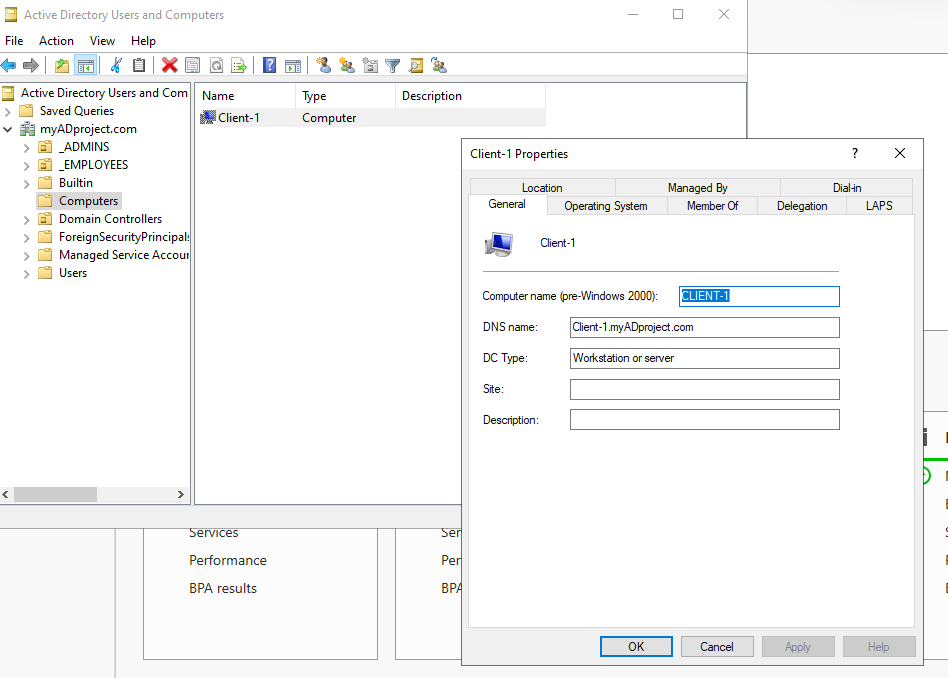 Active Directory Users and Computers
File Action View Help
Active Directory Users and Com
Saved Queries
myADproject.com
_ADMINS
_EMPLOYEES
Builtin
Computers
Domain Controllers
ForeignSecurityPrincipals
Managed Service Accour
Users
Name Type Description
Client-1 Computer
Client-1 Properties
? 
Location Managed By Dial-in
General Operating System Member Of Delegation LAPS
Client-1
Computer name (pre-Windows 2000): CLIENT-1
DNS name: Client-1.myADproject.com
DC Type: Workstation or server
Site:
Description:
OK Cancel Apply Help
Services
Performance
BPA results
Ser
Per
BPA